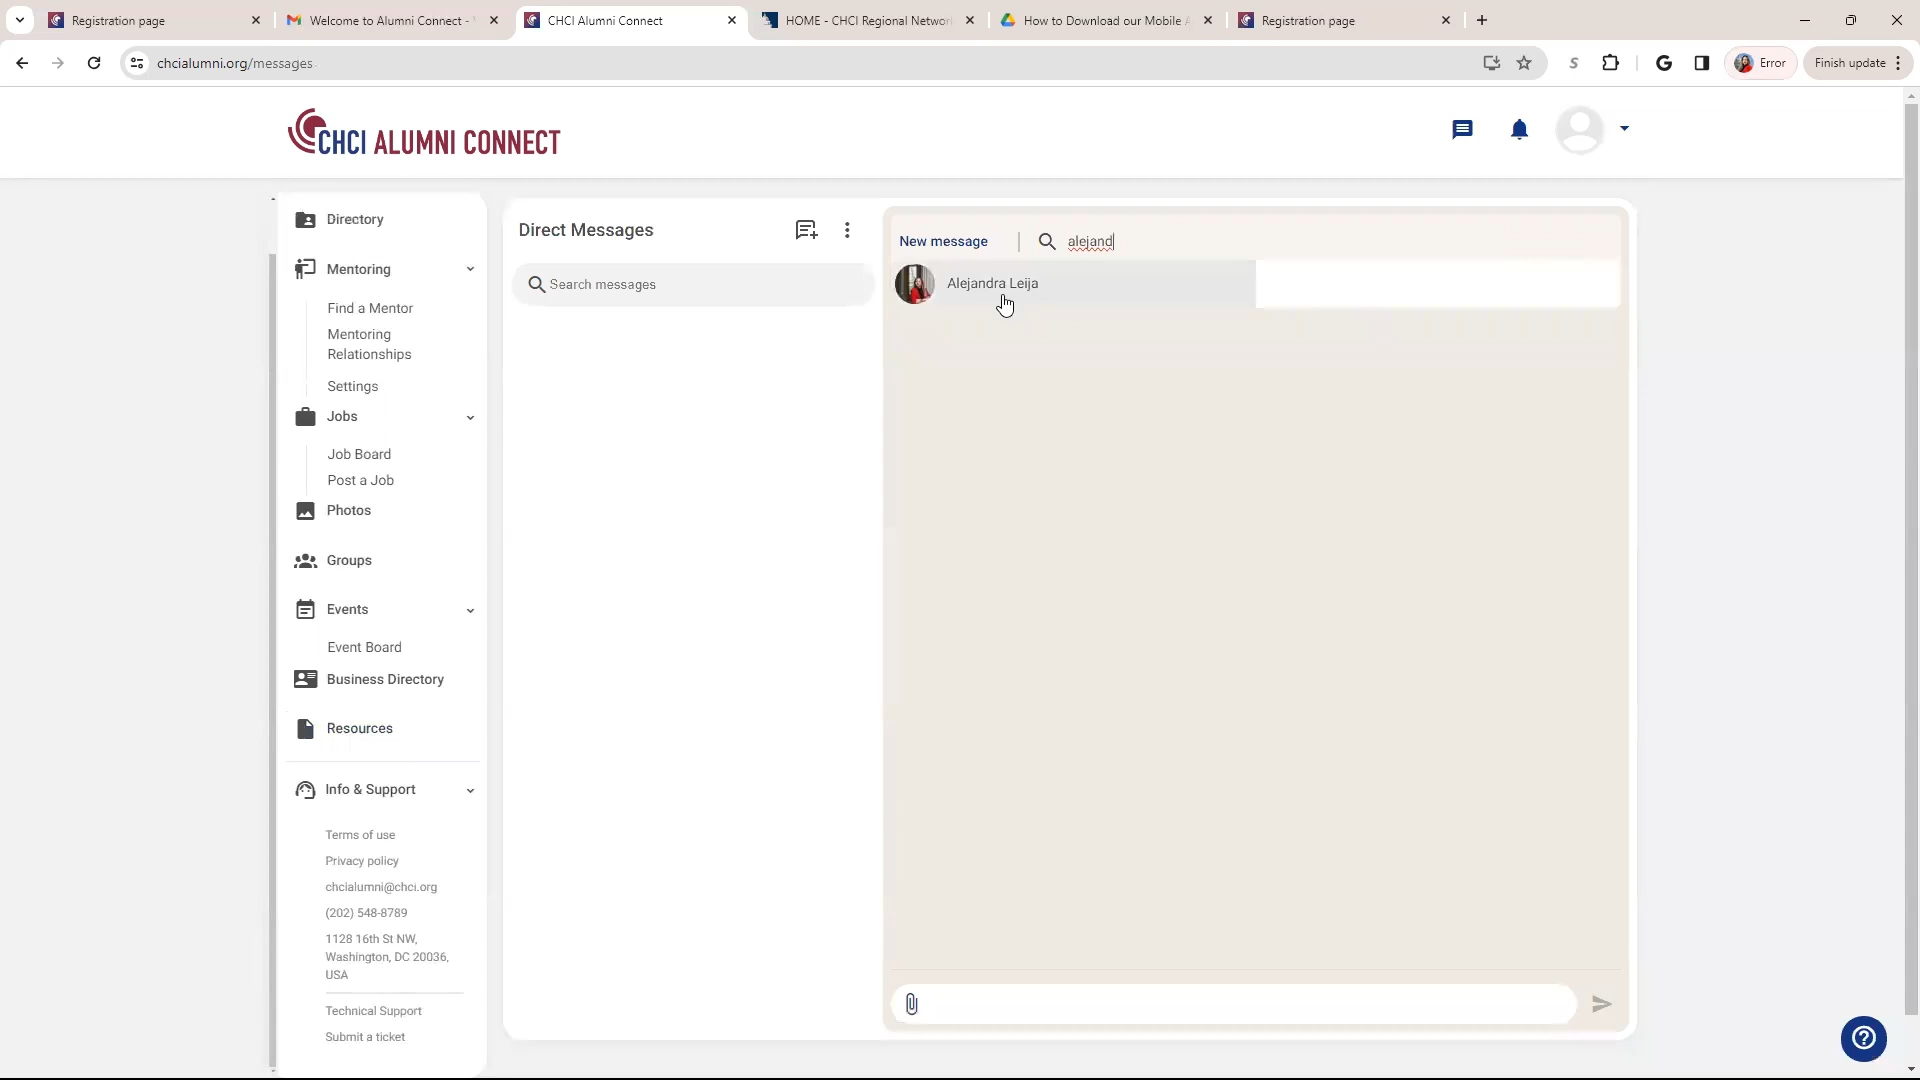 Registration page
Welcome to Alumni Connect -
CHCI Alumni Connect
HOME - CHCI Regional Network
How to Download our Mobile A
Registration page
chcialumni.org/messages
Error
Finish update
CHCI ALUMNI CONNECT
Directory
Mentoring
Find a Mentor
Mentoring
Relationships
Settings
Jobs
Job Board
Post a Job
Photos
Groups
Events
Event Board
Business Directory
Resources
Info & Support
Terms of use
Privacy policy
chcialumni@chci.org
(202) 548-8789
1128 16th St NW,
Washington, DC 20036,
USA
Technical Support
Submit a ticket
Direct Messages
Search messages
New message
alejand
Alejandra Leija